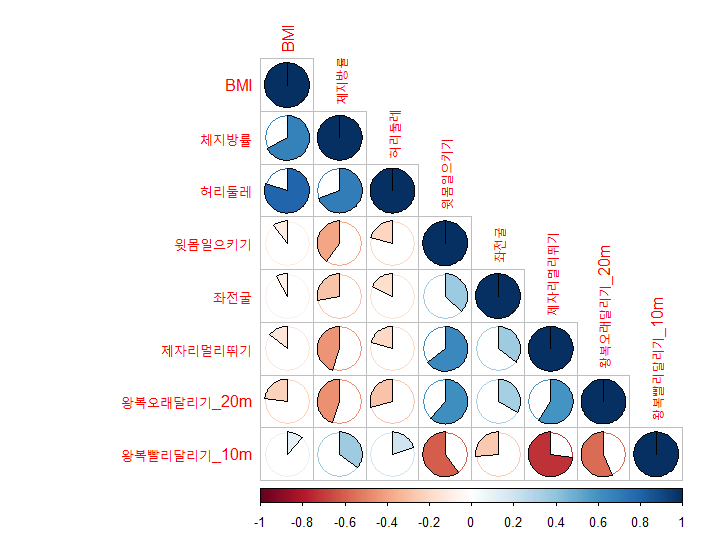 BMI
체지방률
허리둘레
윗몸일으키기
좌전굴
제자리멀리뛰기
왕복오래달리기_20m
왕복빨리달리기_10m
BMI
체지방률
허리둘레
윗몸일으키기
좌전굴
제자리멀리뛰기
왕복오래달리기_20m
왕복빨리달리기_10m
-1 -0.8 -0.6 -0.4 -0.2 0 0.2 0.4 0.6 0.8 1